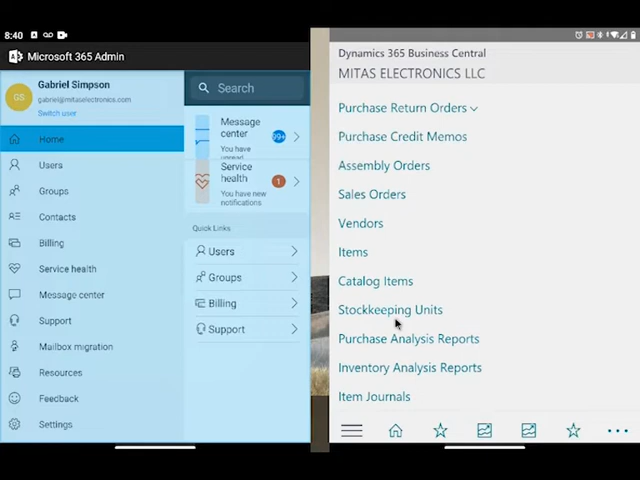 8:40
Microsoft 365 Admin
GS
Gabriel Simpson
gabriel@mitaselectronics.com
Switch user
Home
Users
Groups
Contacts
Billing
Service health
Message center
Support
Mailbox migration
Resources
Feedback
Settings
Search
Message
center
99+
You have
unread
Service
health
1
You have new
notifications
Quick Links
Users
Groups
Billing
Support
Dynamics 365 Business Central
MITAS ELECTRONICS LLC
Purchase Return Orders
Purchase Credit Memos
Assembly Orders
Sales Orders
Vendors
Items
Catalog Items
Stockkeeping Units
Purchase Analysis Reports
Inventory Analysis Reports
Item Journals